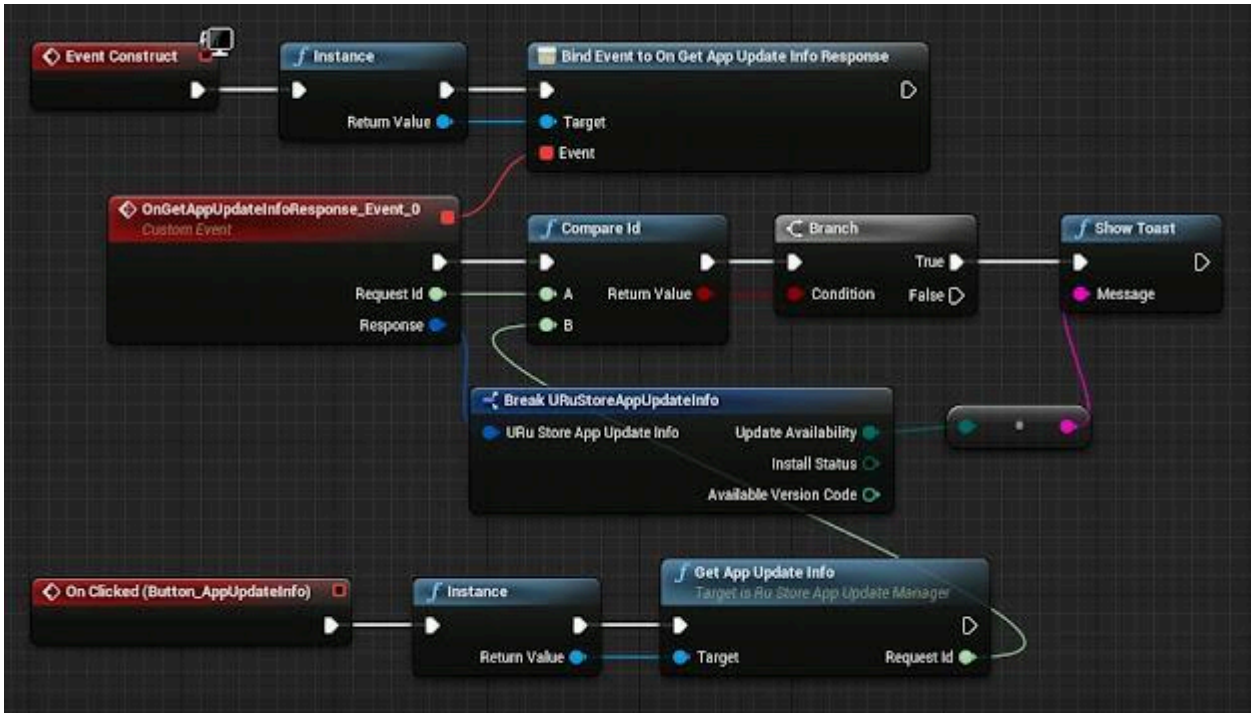 Event Construct
Instance
Return Value
Bind Event to On Get App Update Info Response
Target
Event
OnGetAppUpdateInfoResponse_Event_0
Custom Event
Request Id
Response
Compare Id
A Return Value
B
Branch
True
Condition False
Show Toast
Message
Break URuStoreAppUpdateInfo
URu Store App Update Info Update Availability
Install Status
Available Version Code
On Clicked (Button_AppUpdateInfo)
Instance
Return Value
Get App Update Info
Target is Ru Store App Update Manager
Target Request Id